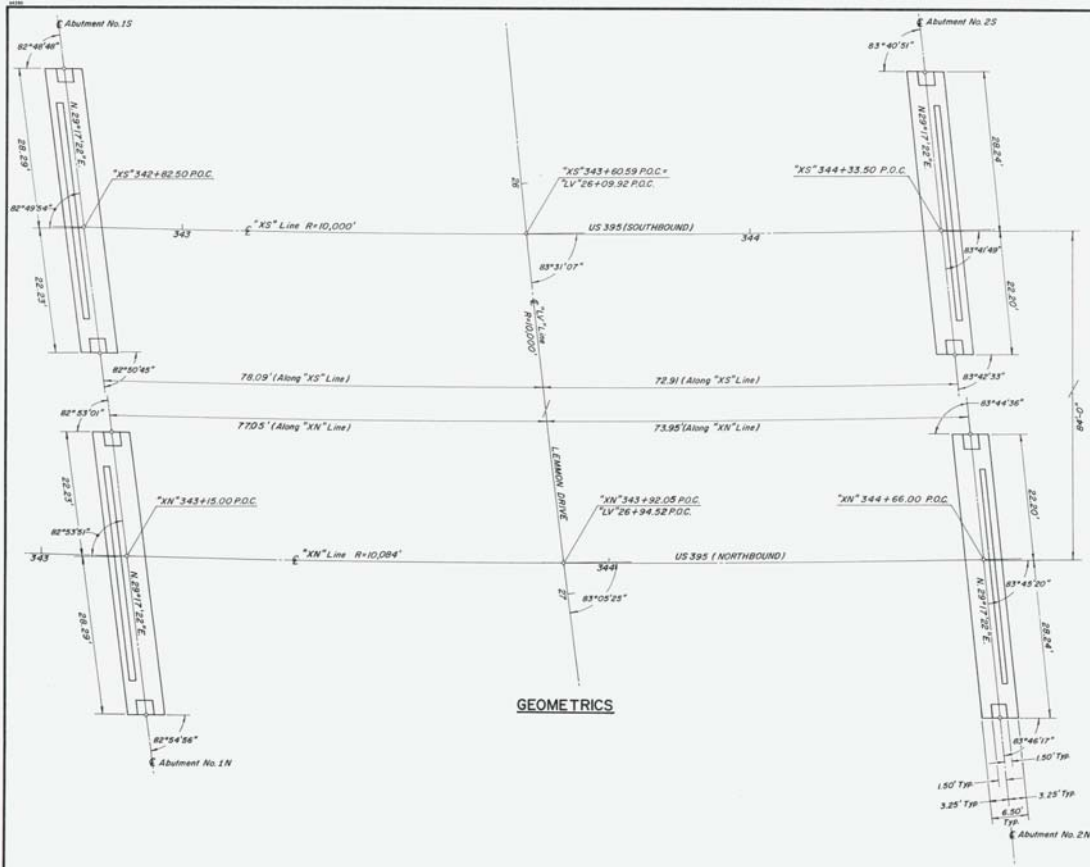 ℄ Abutment No. 1S
82°48'48"
28.29'
N. 29°17'22"E.
"XS" 342+82.50 P.O.C.
82°49'54"
22.23'
82°50'45"
℄ "XS" Line R=10,000'
343
26
"XS" 343+60.59 P.O.C.=
"LV" 26+09.92 P.O.C.
US 395 (SOUTHBOUND)
344
83°31'07"
℄ "LV" Line
R=10,000'
℄ Abutment No. 2S
83°40'51"
N29°17'22"E.
28.24'
"XS" 344+33.50 P.O.C.
83°41'49"
22.20'
83°42'33"
84'-0"
78.09' (Along "XS" Line)
72.91 (Along "XS" Line)
77.05' (Along "XN" Line)
73.95' (Along "XN" Line)
82°53'01"
22.23'
"XN" 343+15.00 P.O.C.
82°53'51"
343
28.29'
N. 29°17'22"E.
82°54'56"
℄ Abutment No. 1N
℄ "XN" Line R=10,084'
LEMMON DRIVE
"XN" 343+92.05 P.O.C.
"LV" 26+94.52 P.O.C.
344
US 395 (NORTHBOUND)
27
83°05'25"
83°44'36"
22.20'
"XN" 344+66.00 P.O.C.
83°45'20"
N. 29°17'22"E.
28.24'
83°46'17"
1.50' Typ.
1.50' Typ.
3.25' Typ.
3.25' Typ.
6.50'
Typ.
℄ Abutment No. 2N
GEOMETRICS